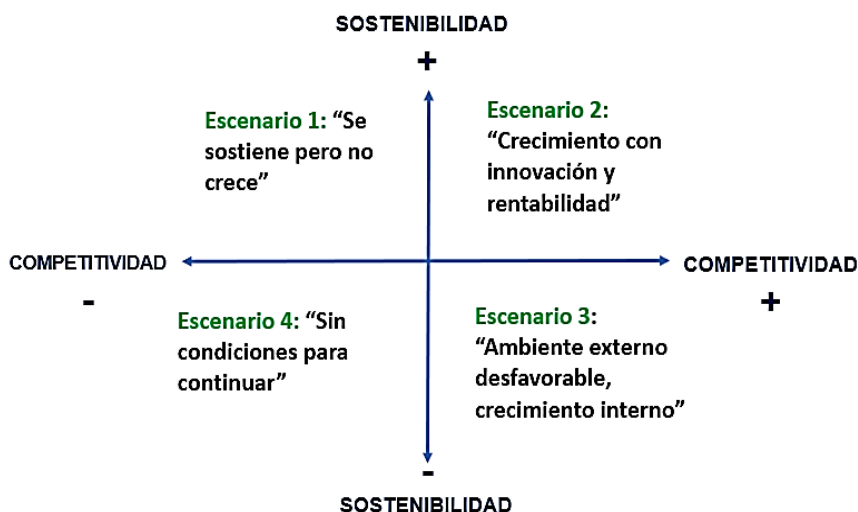 SOSTENIBILIDAD
+
Escenario 1: “Se
sostiene pero no
crece”
Escenario 2:
“Crecimiento con
innovación y
rentabilidad”
COMPETITIVIDAD
-
COMPETITIVIDAD
+
Escenario 4: “Sin
condiciones para
continuar”
Escenario 3:
“Ambiente externo
desfavorable,
crecimiento interno”
-
SOSTENIBILIDAD